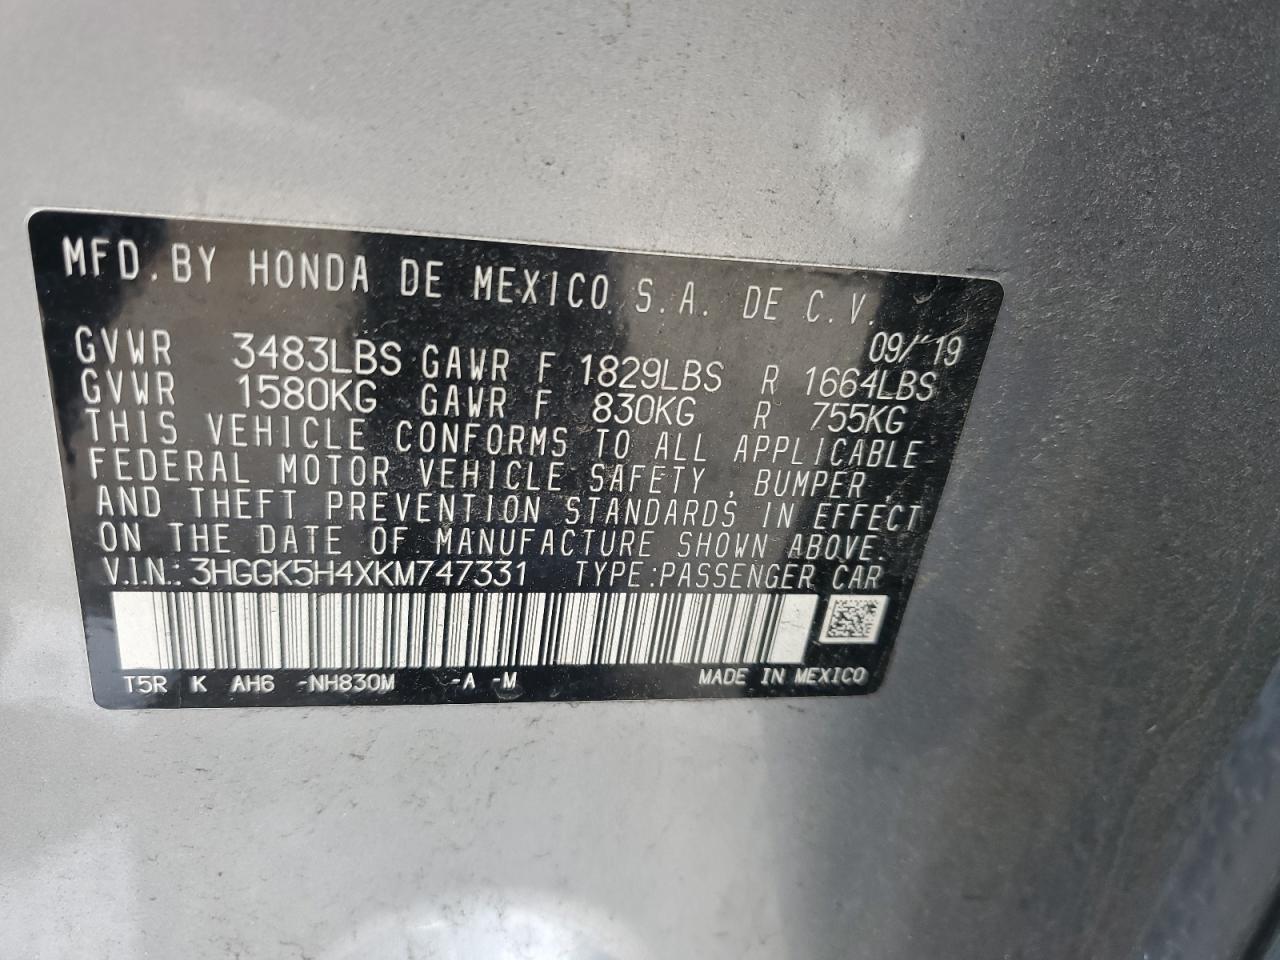 MFD. BY HONDA DE MEXICO S.A. DE C.V.
09/'19
GVWR 3483LBS GAWR F 1829LBS R 1664LBS
GVWR 1580KG GAWR F 830KG R 755KG
THIS VEHICLE CONFORMS TO ALL APPLICABLE
FEDERAL MOTOR VEHICLE SAFETY, BUMPER,
AND THEFT PREVENTION STANDARDS IN EFFECT
ON THE DATE OF MANUFACTURE SHOWN ABOVE.
V.I.N.: 3HGGK5H4XKM747331 TYPE:PASSENGER CAR
T5R K AH6 -NH830M -A -M MADE IN MEXICO